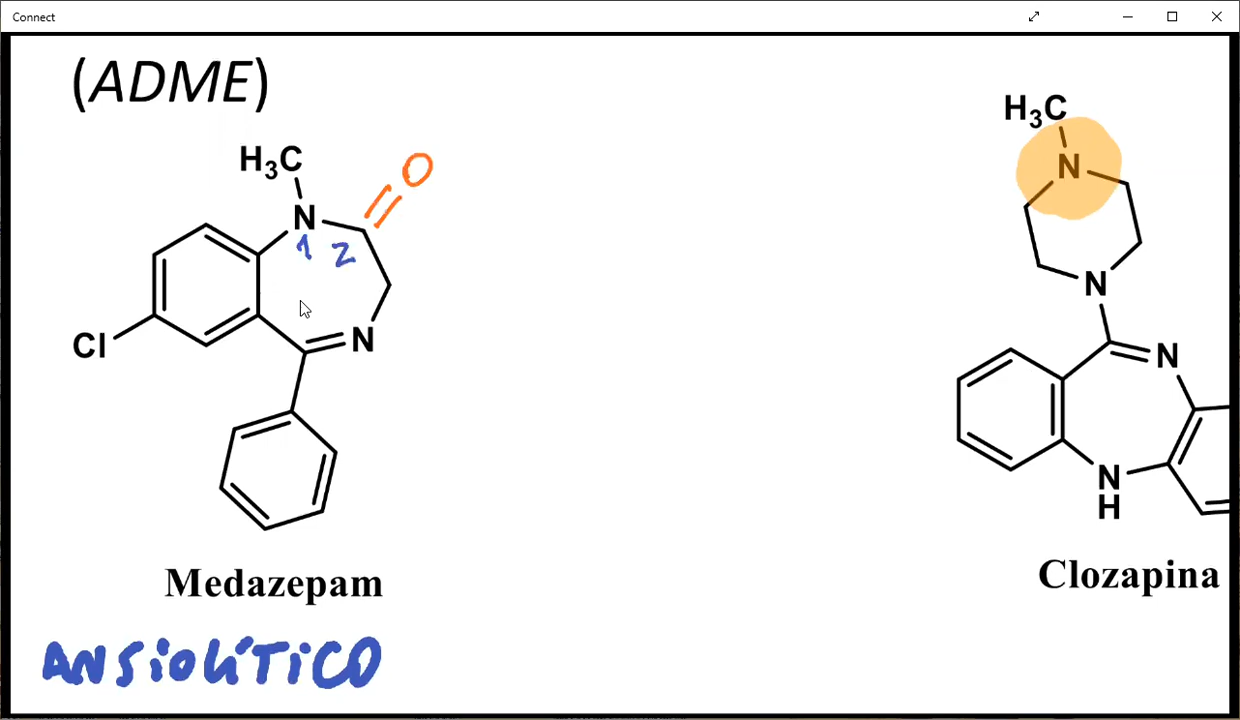 Connect
(ADME)
H3C
O
N
1 2
Cl
N
Medazepam
ANSiOLÍTiCO
H3C
N
N
N
N
H
Clozapina